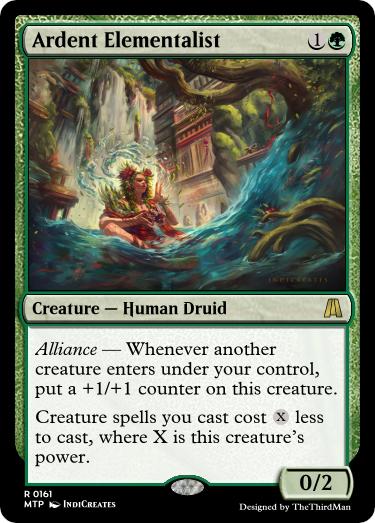 Ardent Elementalist 1
INDICREATES
Creature — Human Druid
Alliance — Whenever another
creature enters under your control,
put a +1/+1 counter on this creature.
Creature spells you cast cost X less
to cast, where X is this creature's
power.
0/2
R 0161
MTP INDICREATES
Designed by TheThirdMan